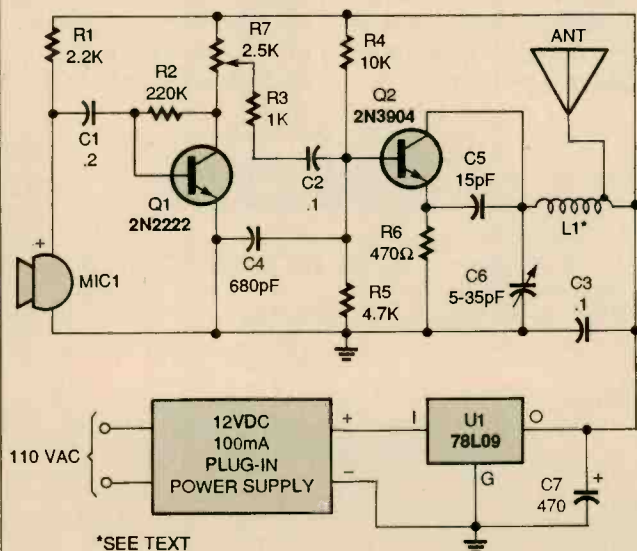 R1
2.2K
R2
220K
R7
2.5K
R3
1K
R4
10K
ANT
Q2
2N3904
C1
.2
Q1
2N2222
C2
.1
C5
15pF
L1*
R6
470Ω
C6
5-35pF
C3
.1
+
MIC1
C4
680pF
R5
4.7K
110 VAC
12VDC
100mA
PLUG-IN
POWER SUPPLY
+
−
I
U1
78L09
O
G
C7
470
+
*SEE TEXT